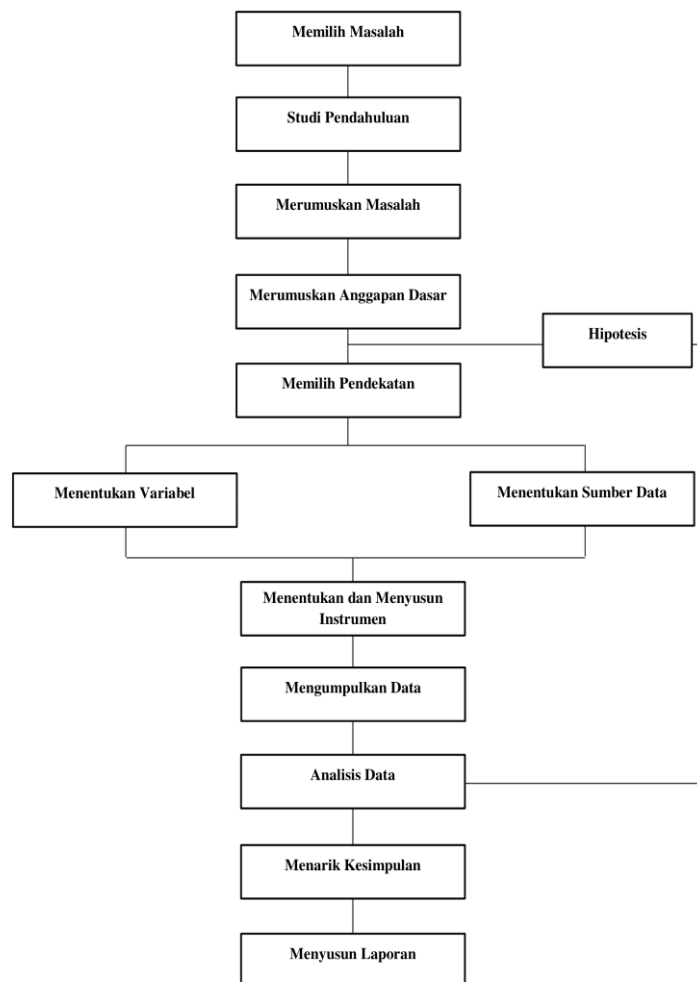 Memilih Masalah
Studi Pendahuluan
Merumuskan Masalah
Merumuskan Anggapan Dasar
Hipotesis
Memilih Pendekatan
Menentukan Variabel
Menentukan Sumber Data
Menentukan dan Menyusun
Instrumen
Mengumpulkan Data
Analisis Data
Menarik Kesimpulan
Menyusun Laporan